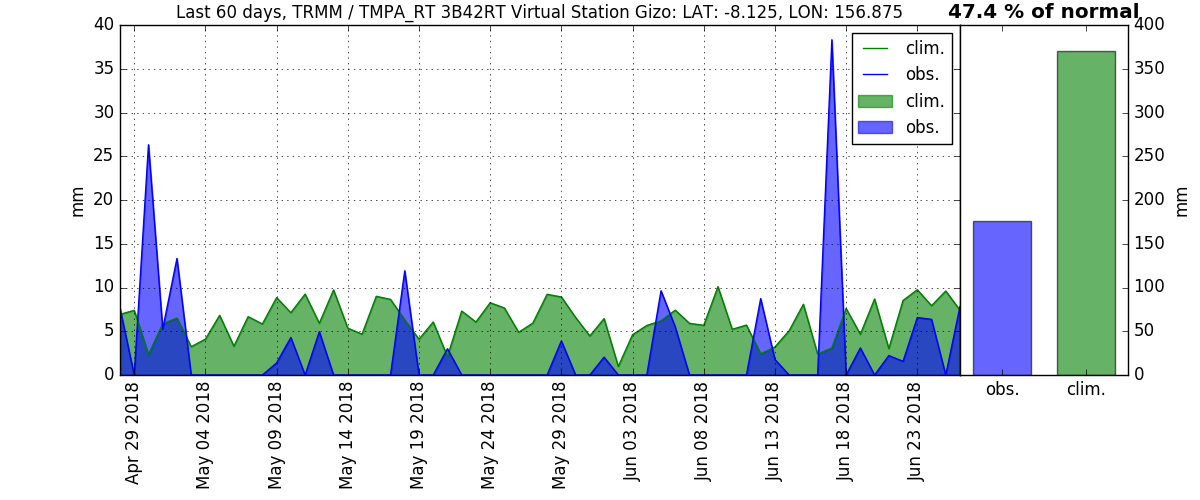 Last 60 days, TRMM / TMPA_RT 3B42RT Virtual Station Gizo: LAT: -8.125, LON: 156.875
47.4 % of normal
40
35
30
25
20
15
10
5
0
mm
clim.
obs.
clim.
obs.
400
350
300
250
200
150
100
50
0
mm
Apr 29 2018
May 04 2018
May 09 2018
May 14 2018
May 19 2018
May 24 2018
May 29 2018
Jun 03 2018
Jun 08 2018
Jun 13 2018
Jun 18 2018
Jun 23 2018
obs.
clim.